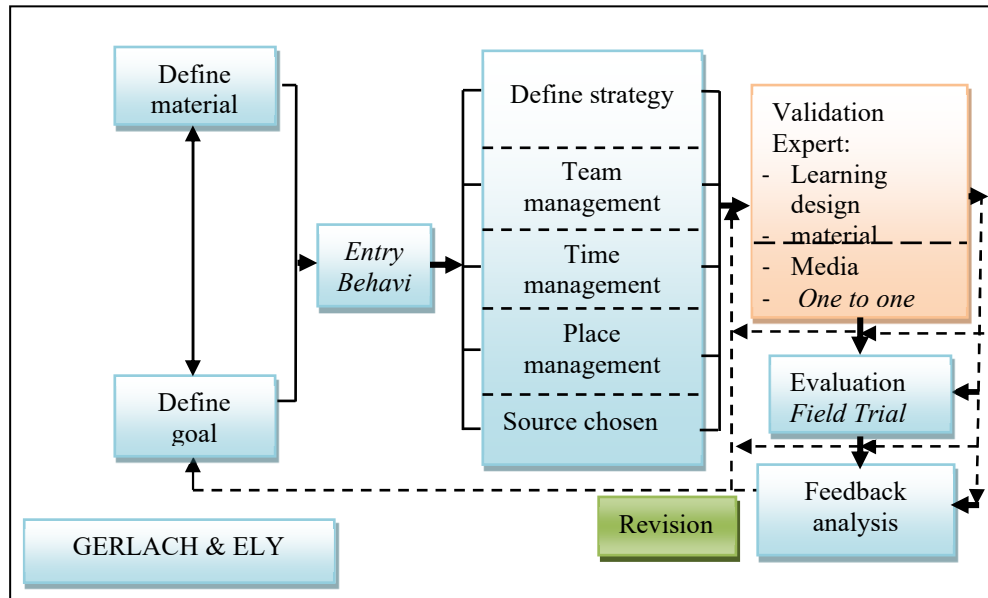 Define
material
Define
goal
Entry
Behavi
Define strategy
Team
management
Time
management
Place
management
Source chosen
Validation
Expert:
- Learning
design
- material
- Media
- One to one
Evaluation
Field Trial
Feedback
analysis
Revision
GERLACH & ELY